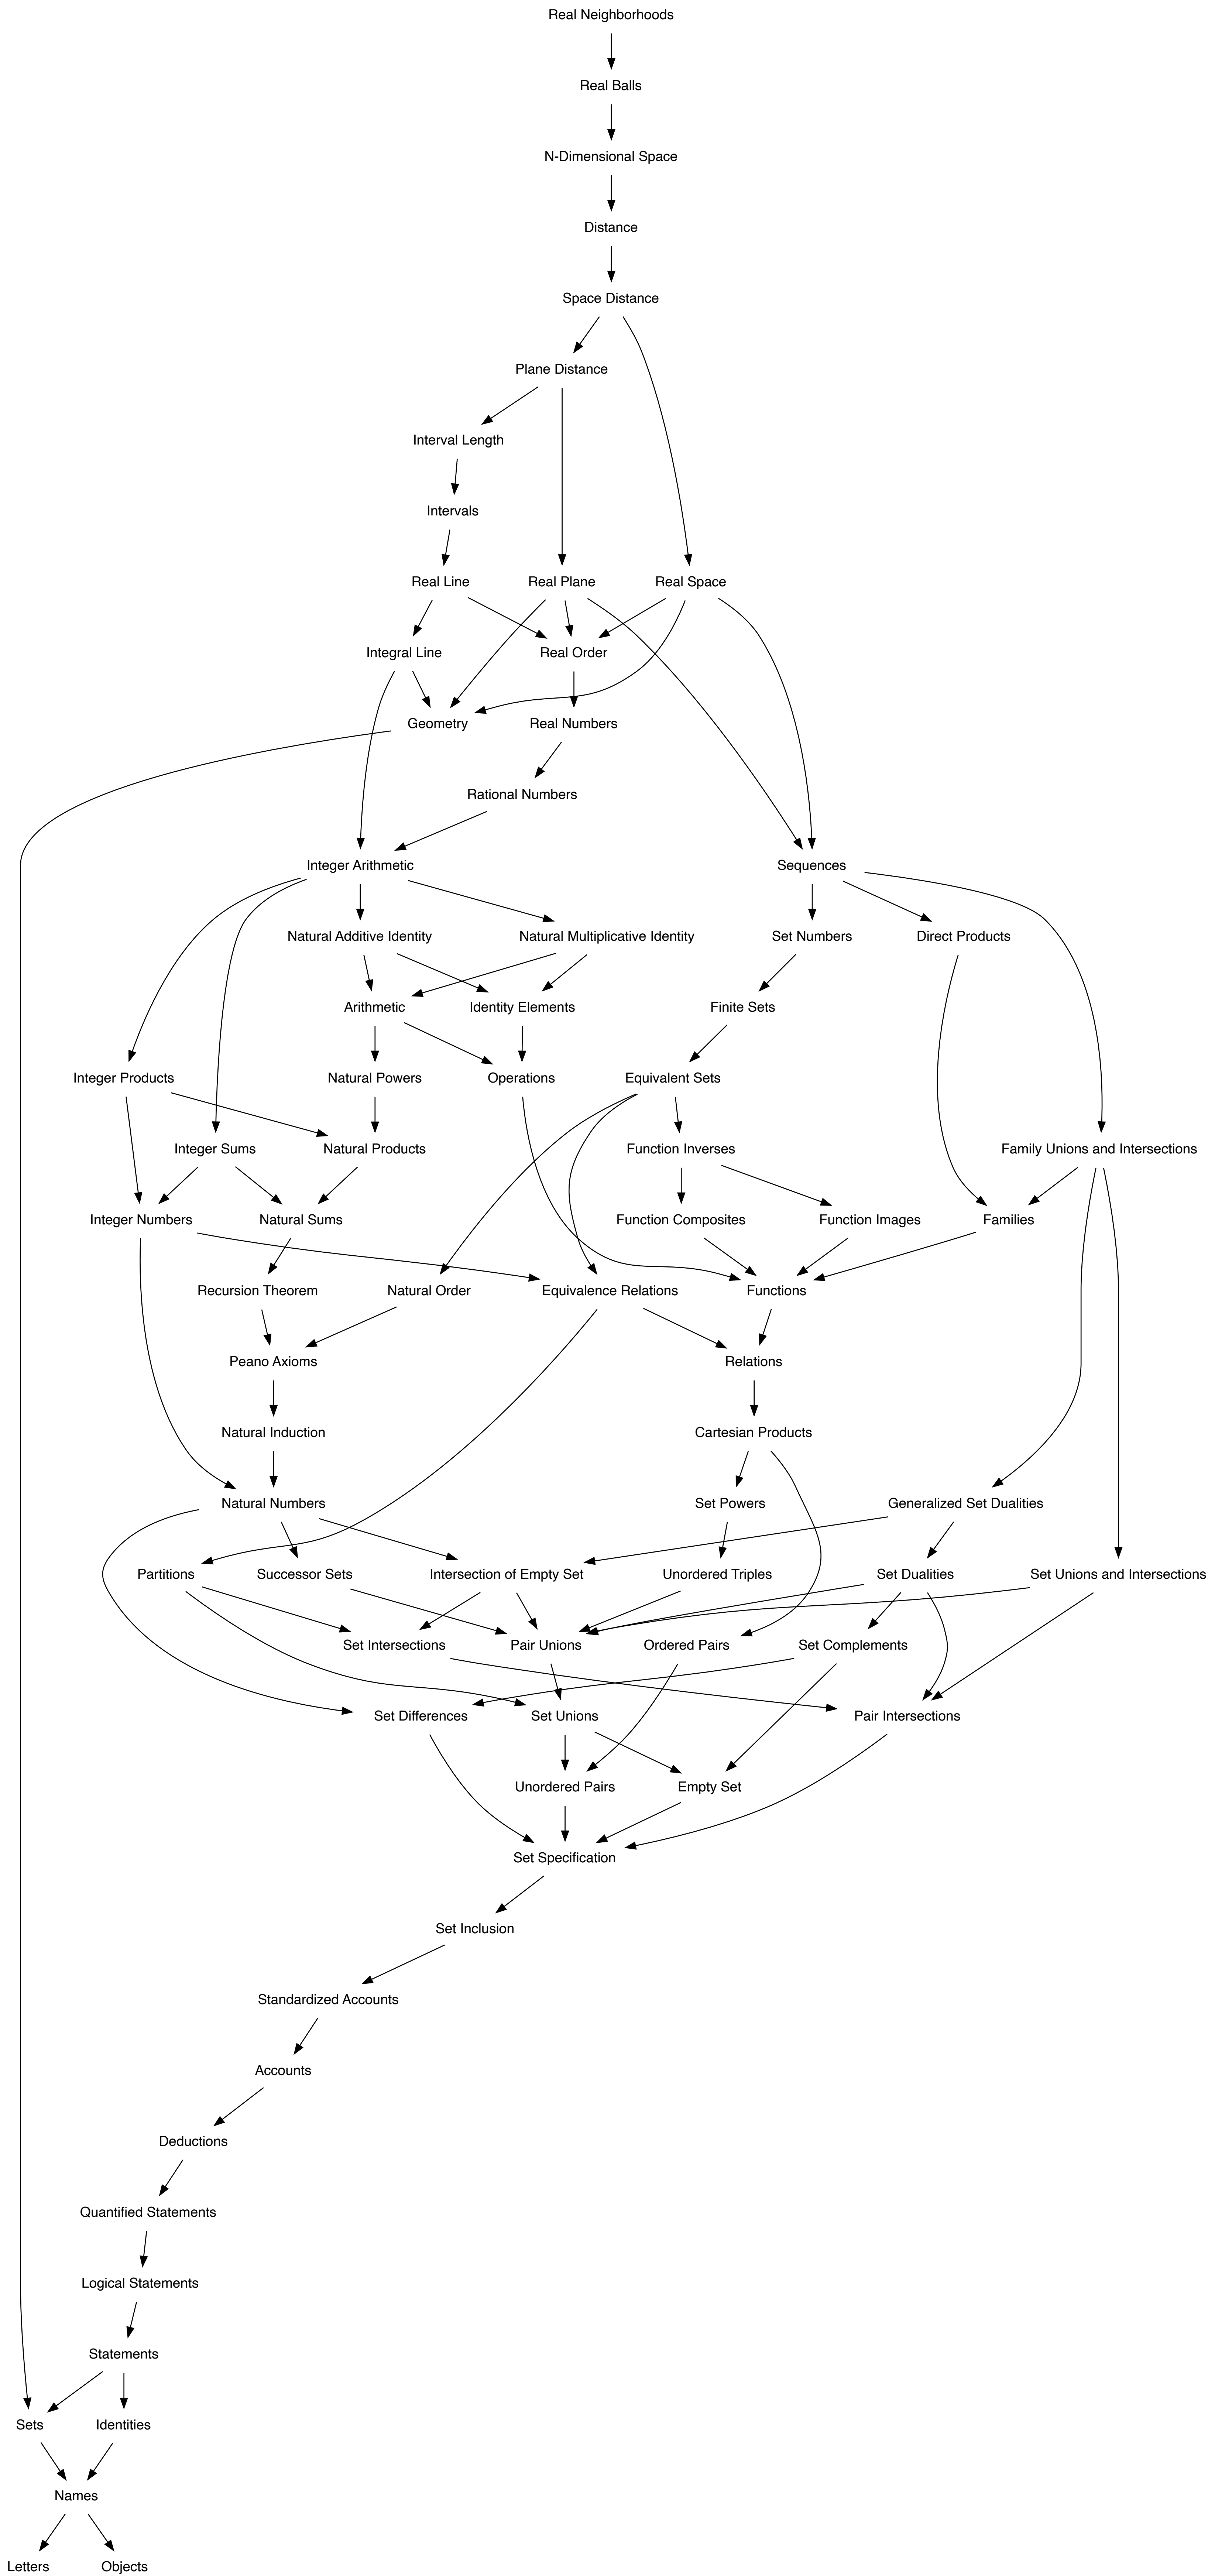 Real Neighborhoods
Real Balls
N-Dimensional Space
Distance
Space Distance
Plane Distance
Interval Length
Intervals
Real Line
Real Plane
Real Space
Integral Line
Real Order
Geometry
Real Numbers
Rational Numbers
Integer Arithmetic
Sequences
Natural Additive Identity
Natural Multiplicative Identity
Set Numbers
Direct Products
Arithmetic
Identity Elements
Finite Sets
Integer Products
Natural Powers
Operations
Equivalent Sets
Integer Sums
Natural Products
Function Inverses
Family Unions and Intersections
Integer Numbers
Natural Sums
Function Composites
Function Images
Families
Recursion Theorem
Natural Order
Equivalence Relations
Functions
Peano Axioms
Relations
Natural Induction
Cartesian Products
Natural Numbers
Set Powers
Generalized Set Dualities
Partitions
Successor Sets
Intersection of Empty Set
Unordered Triples
Set Dualities
Set Unions and Intersections
Set Intersections
Pair Unions
Ordered Pairs
Set Complements
Set Differences
Set Unions
Pair Intersections
Unordered Pairs
Empty Set
Set Specification
Set Inclusion
Standardized Accounts
Accounts
Deductions
Quantified Statements
Logical Statements
Statements
Sets
Identities
Names
Letters
Objects